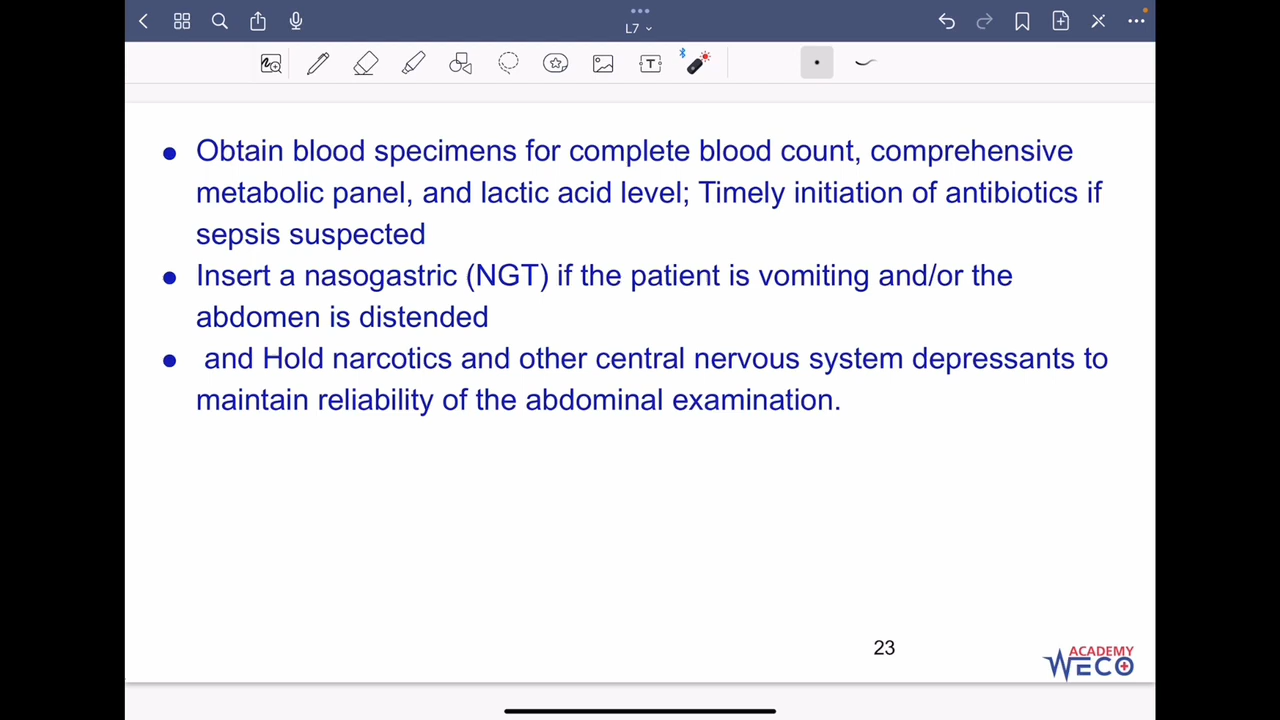 L7
● Obtain blood specimens for complete blood count, comprehensive
metabolic panel, and lactic acid level; Timely initiation of antibiotics if
sepsis suspected
● Insert a nasogastric (NGT) if the patient is vomiting and/or the
abdomen is distended
● and Hold narcotics and other central nervous system depressants to
maintain reliability of the abdominal examination.
23
ACADEMY
WECO